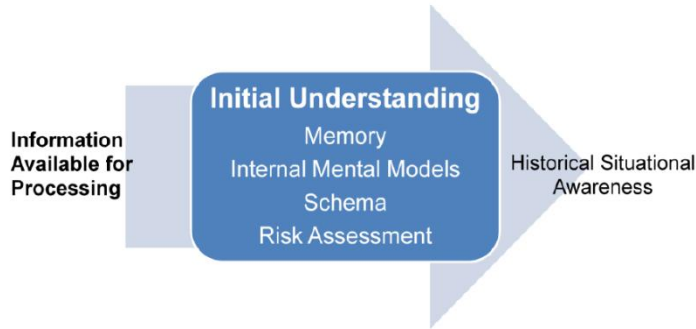 Information
Available for
Processing
Initial Understanding
Memory
Internal Mental Models
Schema
Risk Assessment
Historical Situational
Awareness